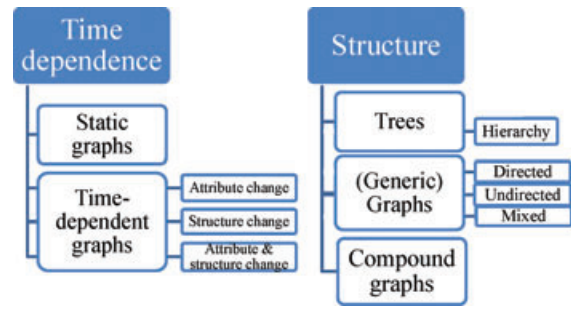 Time
dependence
Static
graphs
Time-
dependent
graphs
Attribute change
Structure change
Attribute &
structure change
Structure
Trees
Hierarchy
(Generic)
Graphs
Directed
Undirected
Mixed
Compound
graphs